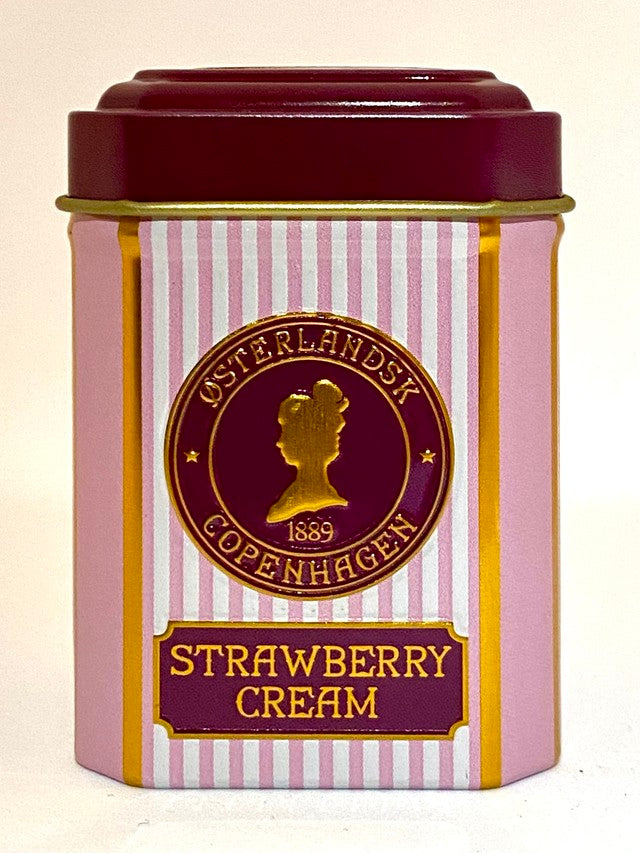 ØSTERLANDSK
1889
COPENHAGEN
STRAWBERRY
CREAM